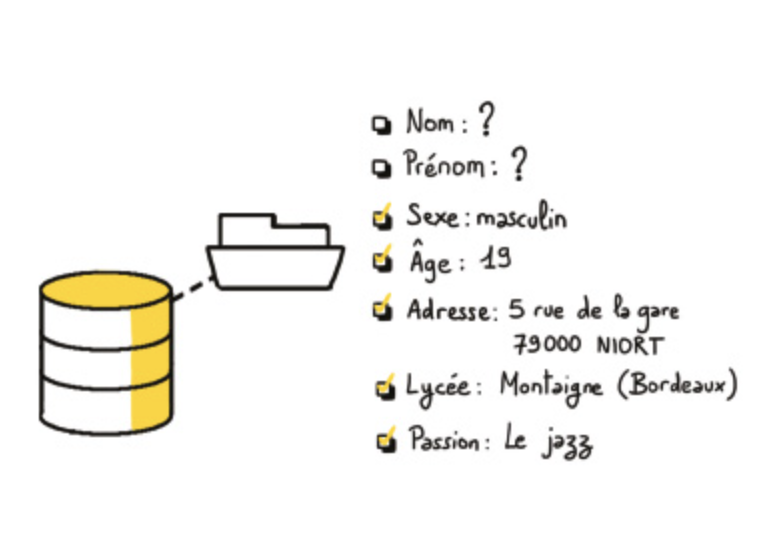 Nom : ?
Prénom : ?
Sexe : masculin
Âge : 19
Adresse : 5 rue de la gare
79000 NIORT
Lycée : Montaigne (Bordeaux)
Passion : Le jazz